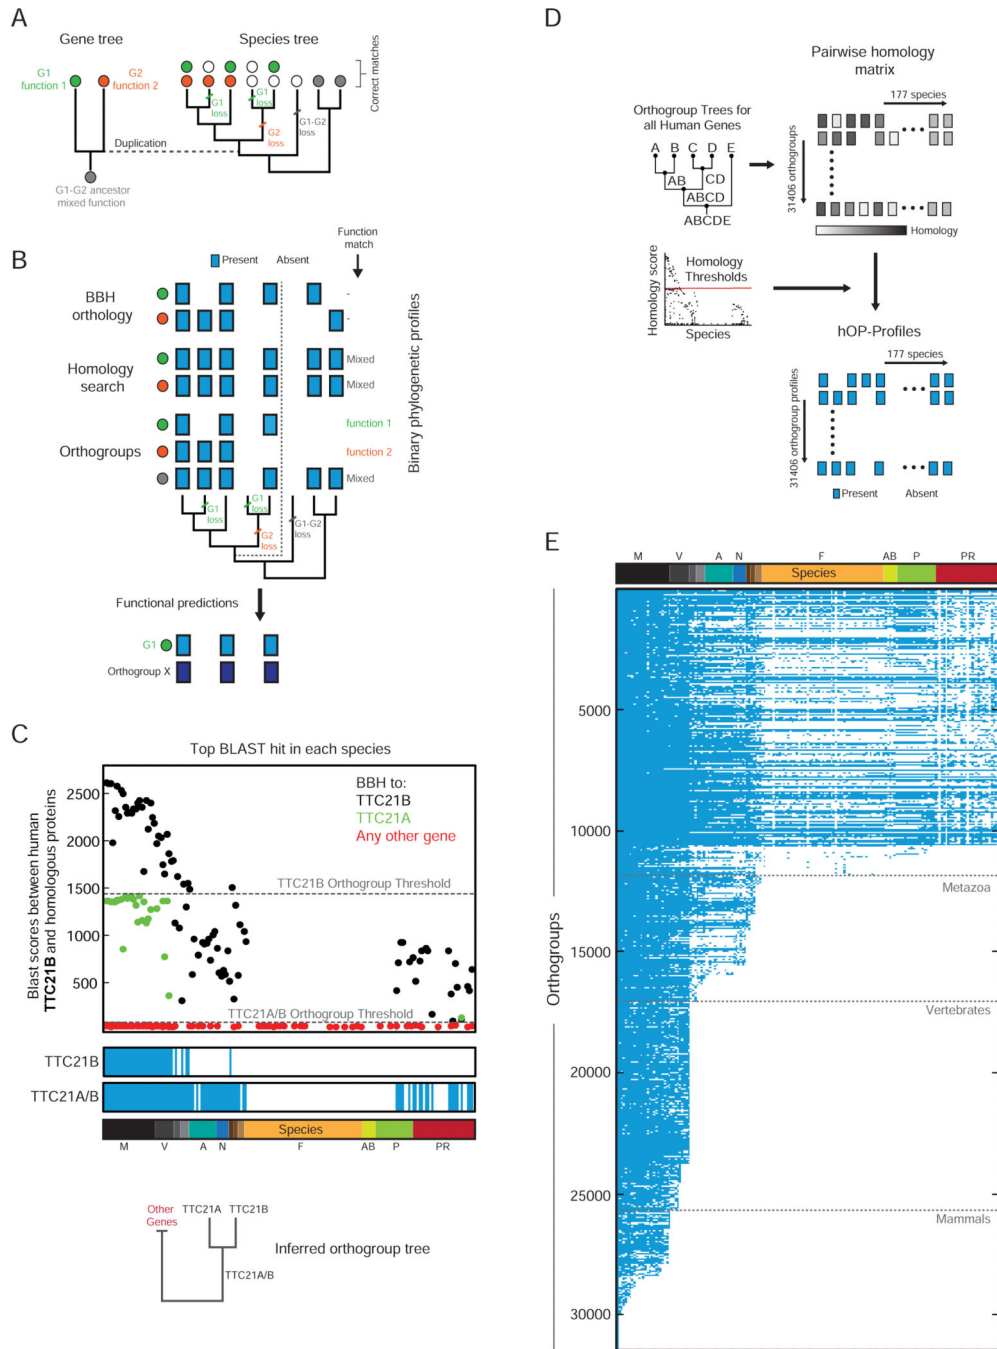 A
Gene tree
Species tree
G1
function 1
G2
function 2
G1
loss
G1
loss
G2
loss
G1-G2
loss
Correct matches
Duplication
G1-G2 ancestor
mixed function
B
Present
Absent
Function
match
BBH
orthology
-
-
Homology
search
Mixed
Mixed
Orthogroups
function 1
function 2
Mixed
Binary phylogenetic profiles
G1
loss
G1
loss
G2
loss
G1-G2
loss
Functional predictions
G1
Orthogroup X
C
Top BLAST hit in each species
Blast scores between human
TTC21B and homologous proteins
2500
2000
1500
1000
500
BBH to:
TTC21B
TTC21A
Any other gene
TTC21B Orthogroup Threshold
TTC21A/B Orthogroup Threshold
TTC21B
TTC21A/B
Species
M V A N F AB P PR
Other
Genes
TTC21A
TTC21B
TTC21A/B
Inferred orthogroup tree
D
Pairwise homology
matrix
177 species
Orthogroup Trees for
all Human Genes
A B C D E
AB
CD
ABCD
ABCDE
31406 orthogroups
Homology
Homology score
Homology
Thresholds
Species
hOP-Profiles
177 species
31406 orthogroup profiles
Present
Absent
E
M V A N F AB P PR
Species
Orthogroups
5000
10000
Metazoa
15000
Vertebrates
20000
25000
Mammals
30000